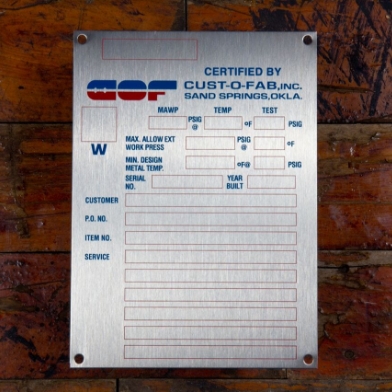 CERTIFIED BY
COF CUST-O-FAB, INC.
SAND SPRINGS, OKLA.
MAWP TEMP TEST
PSIG @ ºF PSIG
W
MAX. ALLOW EXT WORK PRESS PSIG @ ºF
MIN. DESIGN METAL TEMP. ºF@ PSIG
SERIAL NO. YEAR BUILT
CUSTOMER
P.O. NO.
ITEM NO.
SERVICE